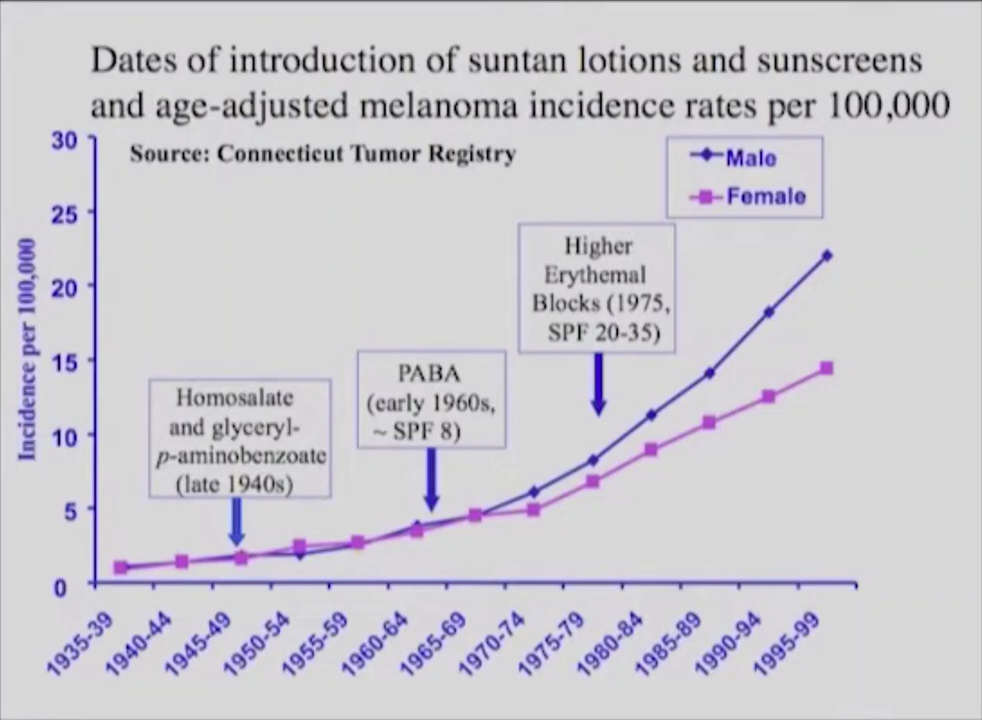 Dates of introduction of suntan lotions and sunscreens
and age-adjusted melanoma incidence rates per 100,000
Source: Connecticut Tumor Registry
Male
Female
Incidence per 100,000
30
25
20
15
10
5
0
Homosalate
and glyceryl-
p-aminobenzoate
(late 1940s)
PABA
(early 1960s,
~ SPF 8)
Higher
Erythemal
Blocks (1975,
SPF 20-35)
1935-39
1940-44
1945-49
1950-54
1955-59
1960-64
1965-69
1970-74
1975-79
1980-84
1985-89
1990-94
1995-99